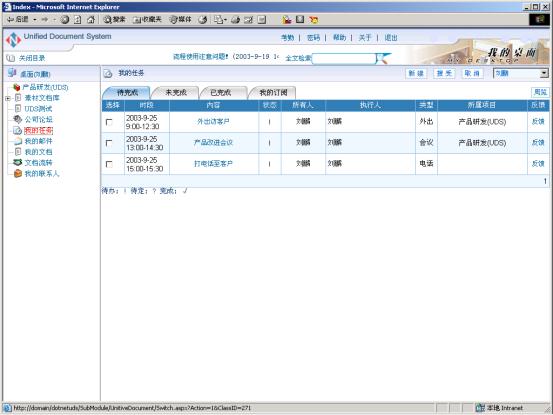 Index - Microsoft Internet Explorer
后退 搜索 收藏夹 媒体
Unified Document System
考勤 | 密码 | 帮助 | 关于 | 退出
关闭目录 流程使用注意问题! (2003-9-19 全文检索 我的桌面
MY DESKTOP
桌面(刘鹏) 我的任务 新建 接受 取消 刘鹏
产品研发(UDS)
素材文档库
UDS测试
公司论坛
我的任务
我的邮件
我的文档
文档流转
我的联系人
待完成 未完成 已完成 我的订阅 周览
选择 时段 内容 状态 所有人 执行人 类型 所属项目 反馈
2003-9-25
9:00-12:30 外出访客户 ! 刘鹏 刘鹏 外出 产品研发(UDS) 反馈
2003-9-25
13:00-14:30 产品改进会议 ! 刘鹏 刘鹏 会议 产品研发(UDS) 反馈
2003-9-25
15:00-15:30 打电话至客户 ! 刘鹏 刘鹏 电话 反馈
1
待办: ! 待定: ? 完成: √
http://domain/dotnetuds/SubModule/UnitiveDocument/Switch.aspx?Action=1&ClassID=271 本地 Intranet